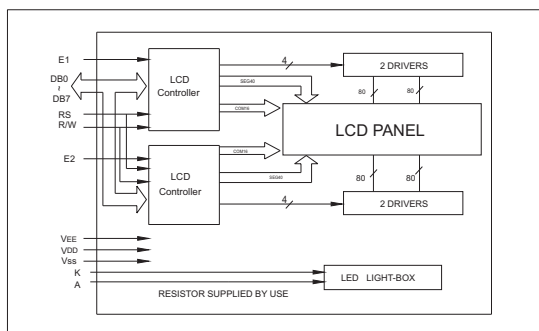 E1
DB0
~
DB7
RS
R/W
E2
VEE
VDD
Vss
K
A
LCD
Controller
LCD
Controller
4
SEG40
COM16
COM16
SEG40
4
2 DRIVERS
80
80
LCD PANEL
80
80
2 DRIVERS
LED LIGHT-BOX
RESISTOR SUPPLIED BY USE